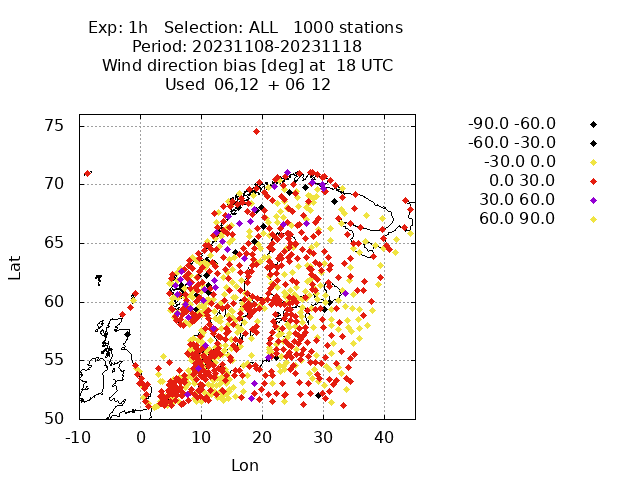 Exp: 1h   Selection: ALL   1000 stations
Period: 20231108-20231118
Wind direction bias [deg] at  18 UTC
Used  06,12  + 06 12
-90.0 -60.0
-60.0 -30.0
-30.0 0.0
0.0 30.0
30.0 60.0
60.0 90.0
Lat
75
70
65
60
55
50
-10 0 10 20 30 40
Lon